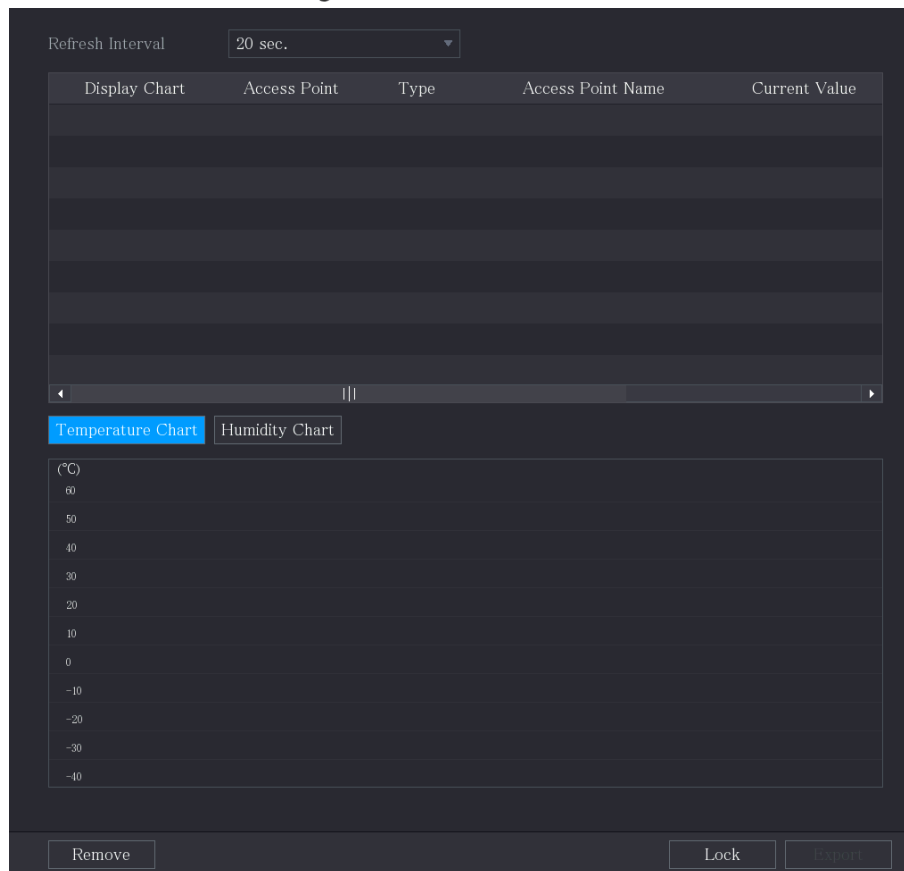 Refresh Interval 20 sec.
Display Chart Access Point Type Access Point Name Current Value
Temperature Chart Humidity Chart
(°C)
60
50
40
30
20
10
0
-10
-20
-30
-40
Remove Lock Export